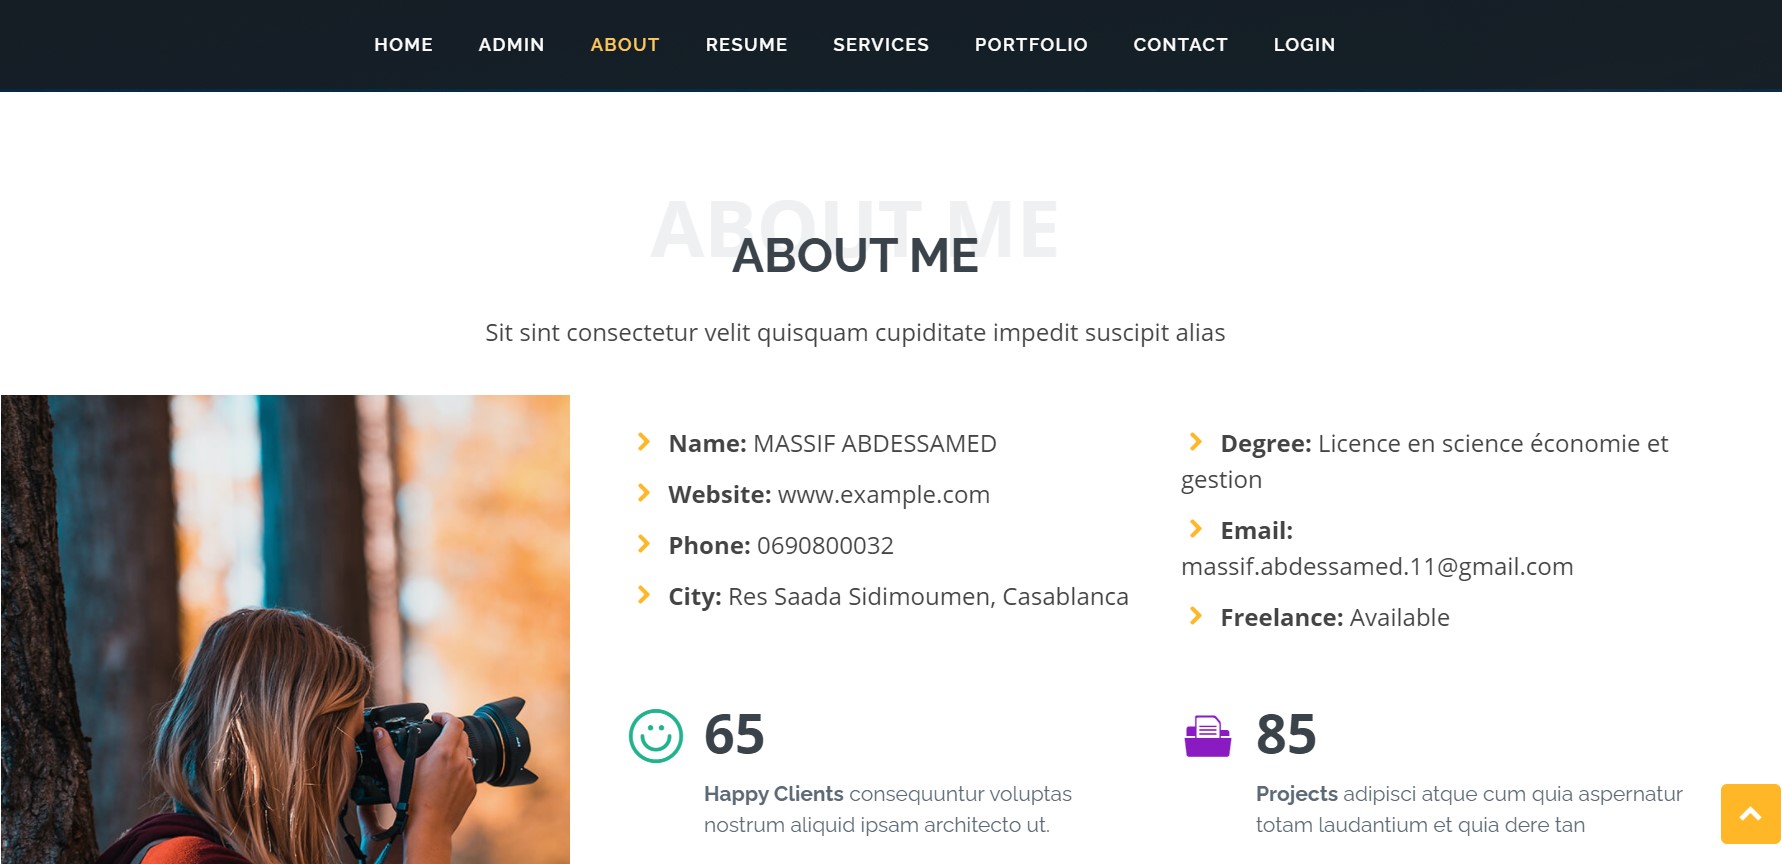 HOME ADMIN ABOUT RESUME SERVICES PORTFOLIO CONTACT LOGIN
ABOUT ME
ABOUT ME
Sit sint consectetur velit quisquam cupiditate impedit suscipit alias
Name: MASSIF ABDESSAMED
Website: www.example.com
Phone: 0690800032
City: Res Saada Sidimoumen, Casablanca
Degree: Licence en science économie et
gestion
Email:
massif.abdessamed.11@gmail.com
Freelance: Available
65
Happy Clients consequuntur voluptas
nostrum aliquid ipsam architecto ut.
85
Projects adipisci atque cum quia aspernatur
totam laudantium et quia dere tan